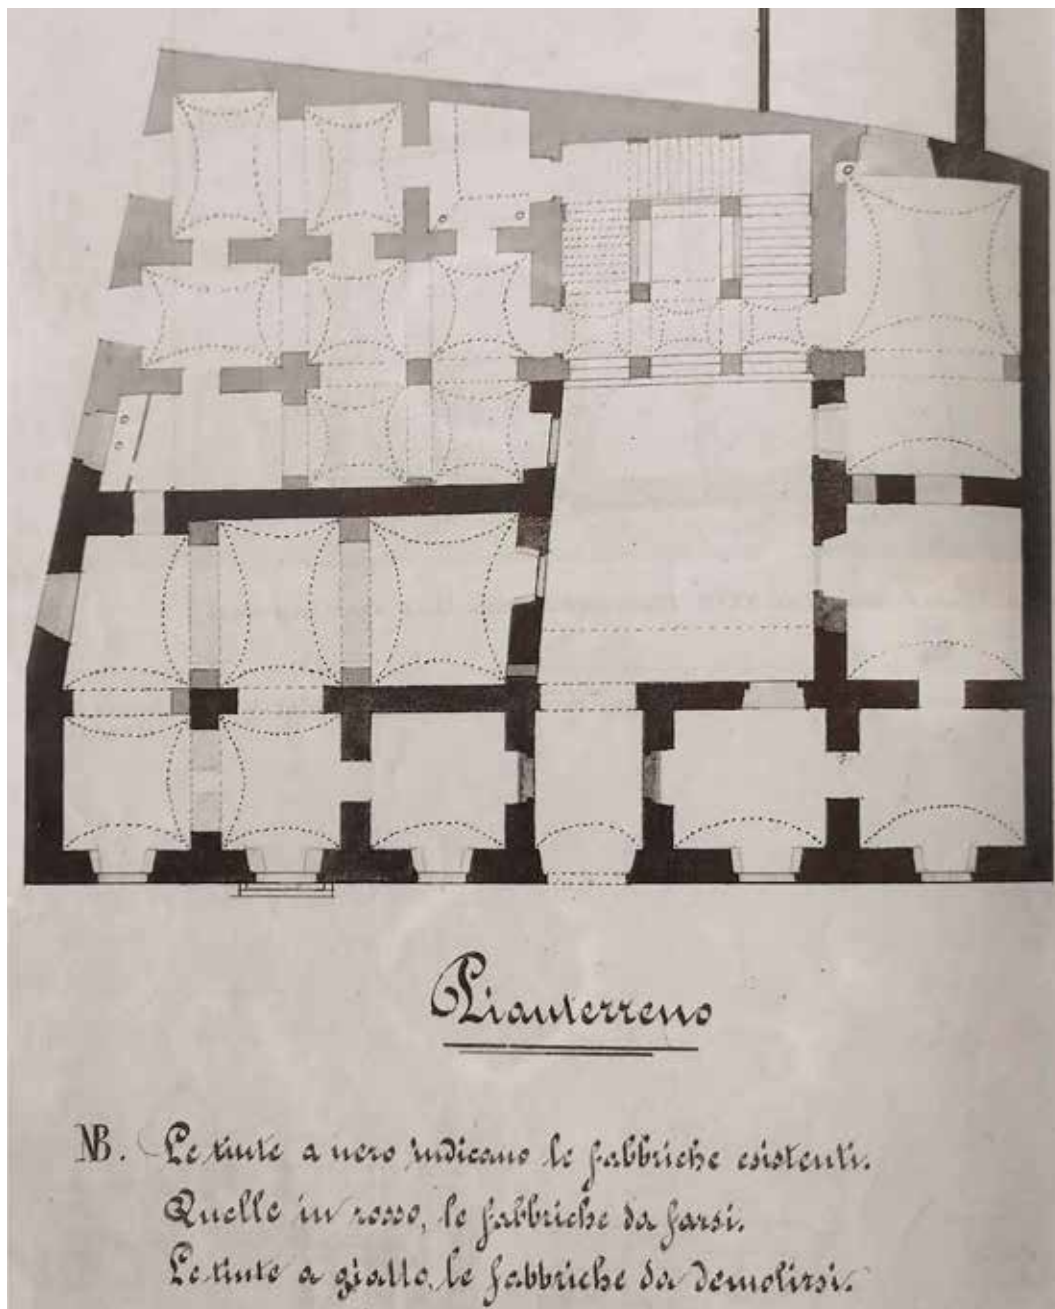 Pianterreno
NB. Le tinte a nero indicano le fabbriche esistenti.
Quelle in rosso, le fabbriche da farsi.
Le tinte a giallo, le fabbriche da demolirsi.